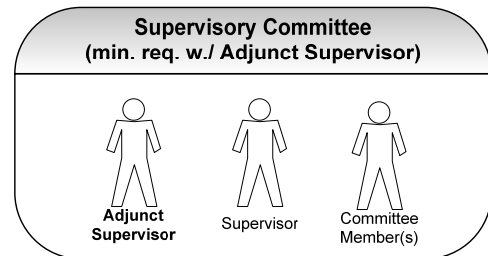 Supervisory Committee
(min. req. w./ Adjunct Supervisor)
Adjunct
Supervisor
Supervisor
Committee
Member(s)